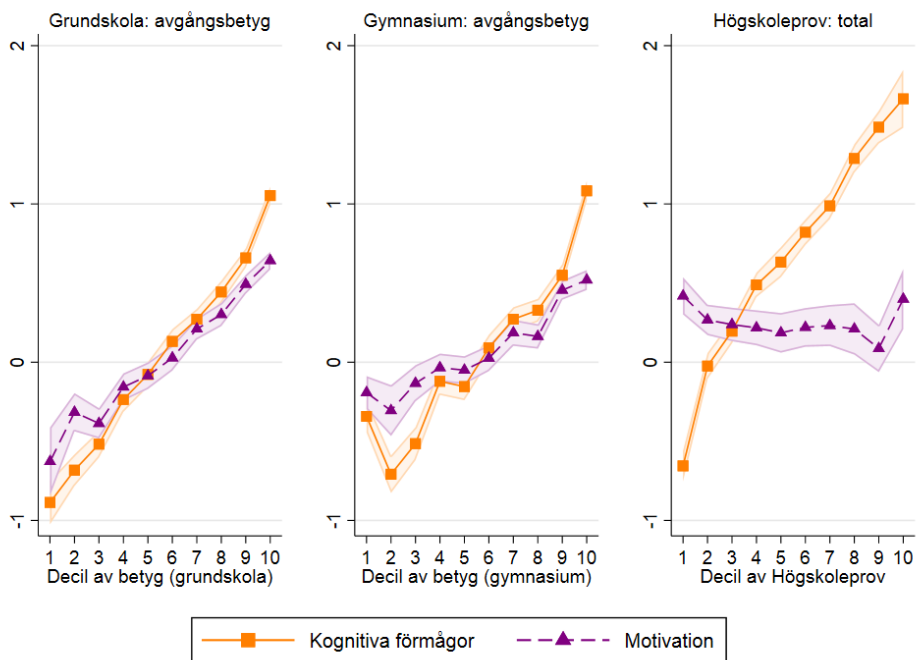 Grundskola: avgångsbetyg
2
1
0
-1
1 2 3 4 5 6 7 8 9 10
Decil av betyg (grundskola)
Gymnasium: avgångsbetyg
2
1
0
-1
1 2 3 4 5 6 7 8 9 10
Decil av betyg (gymnasium)
Högskoleprov: total
2
1
0
-1
1 2 3 4 5 6 7 8 9 10
Decil av Högskoleprov
Kognitiva förmågor
Motivation